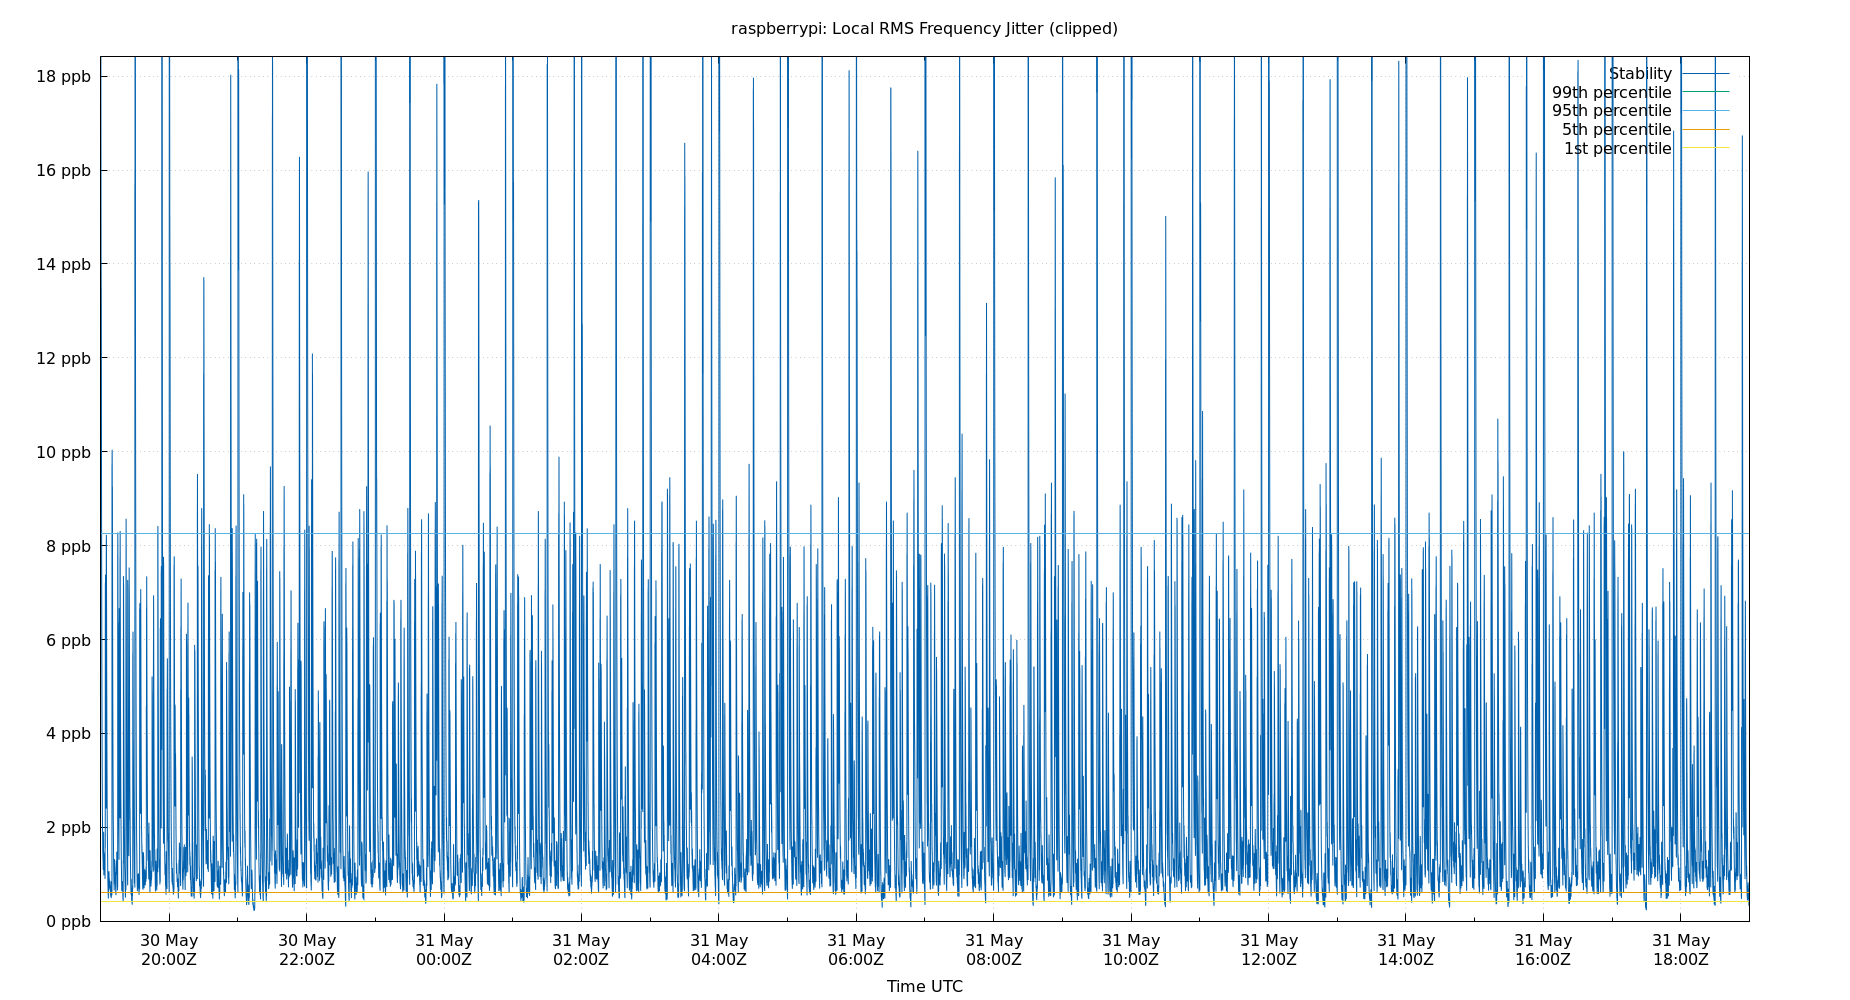 raspberrypi: Local RMS Frequency Jitter (clipped)
18 ppb
16 ppb
14 ppb
12 ppb
10 ppb
8 ppb
6 ppb
4 ppb
2 ppb
0 ppb
Stability
99th percentile
95th percentile
5th percentile
1st percentile
30 May 30 May 31 May 31 May 31 May 31 May 31 May 31 May 31 May 31 May 31 May 31 May
20:00Z 22:00Z 00:00Z 02:00Z 04:00Z 06:00Z 08:00Z 10:00Z 12:00Z 14:00Z 16:00Z 18:00Z
Time UTC